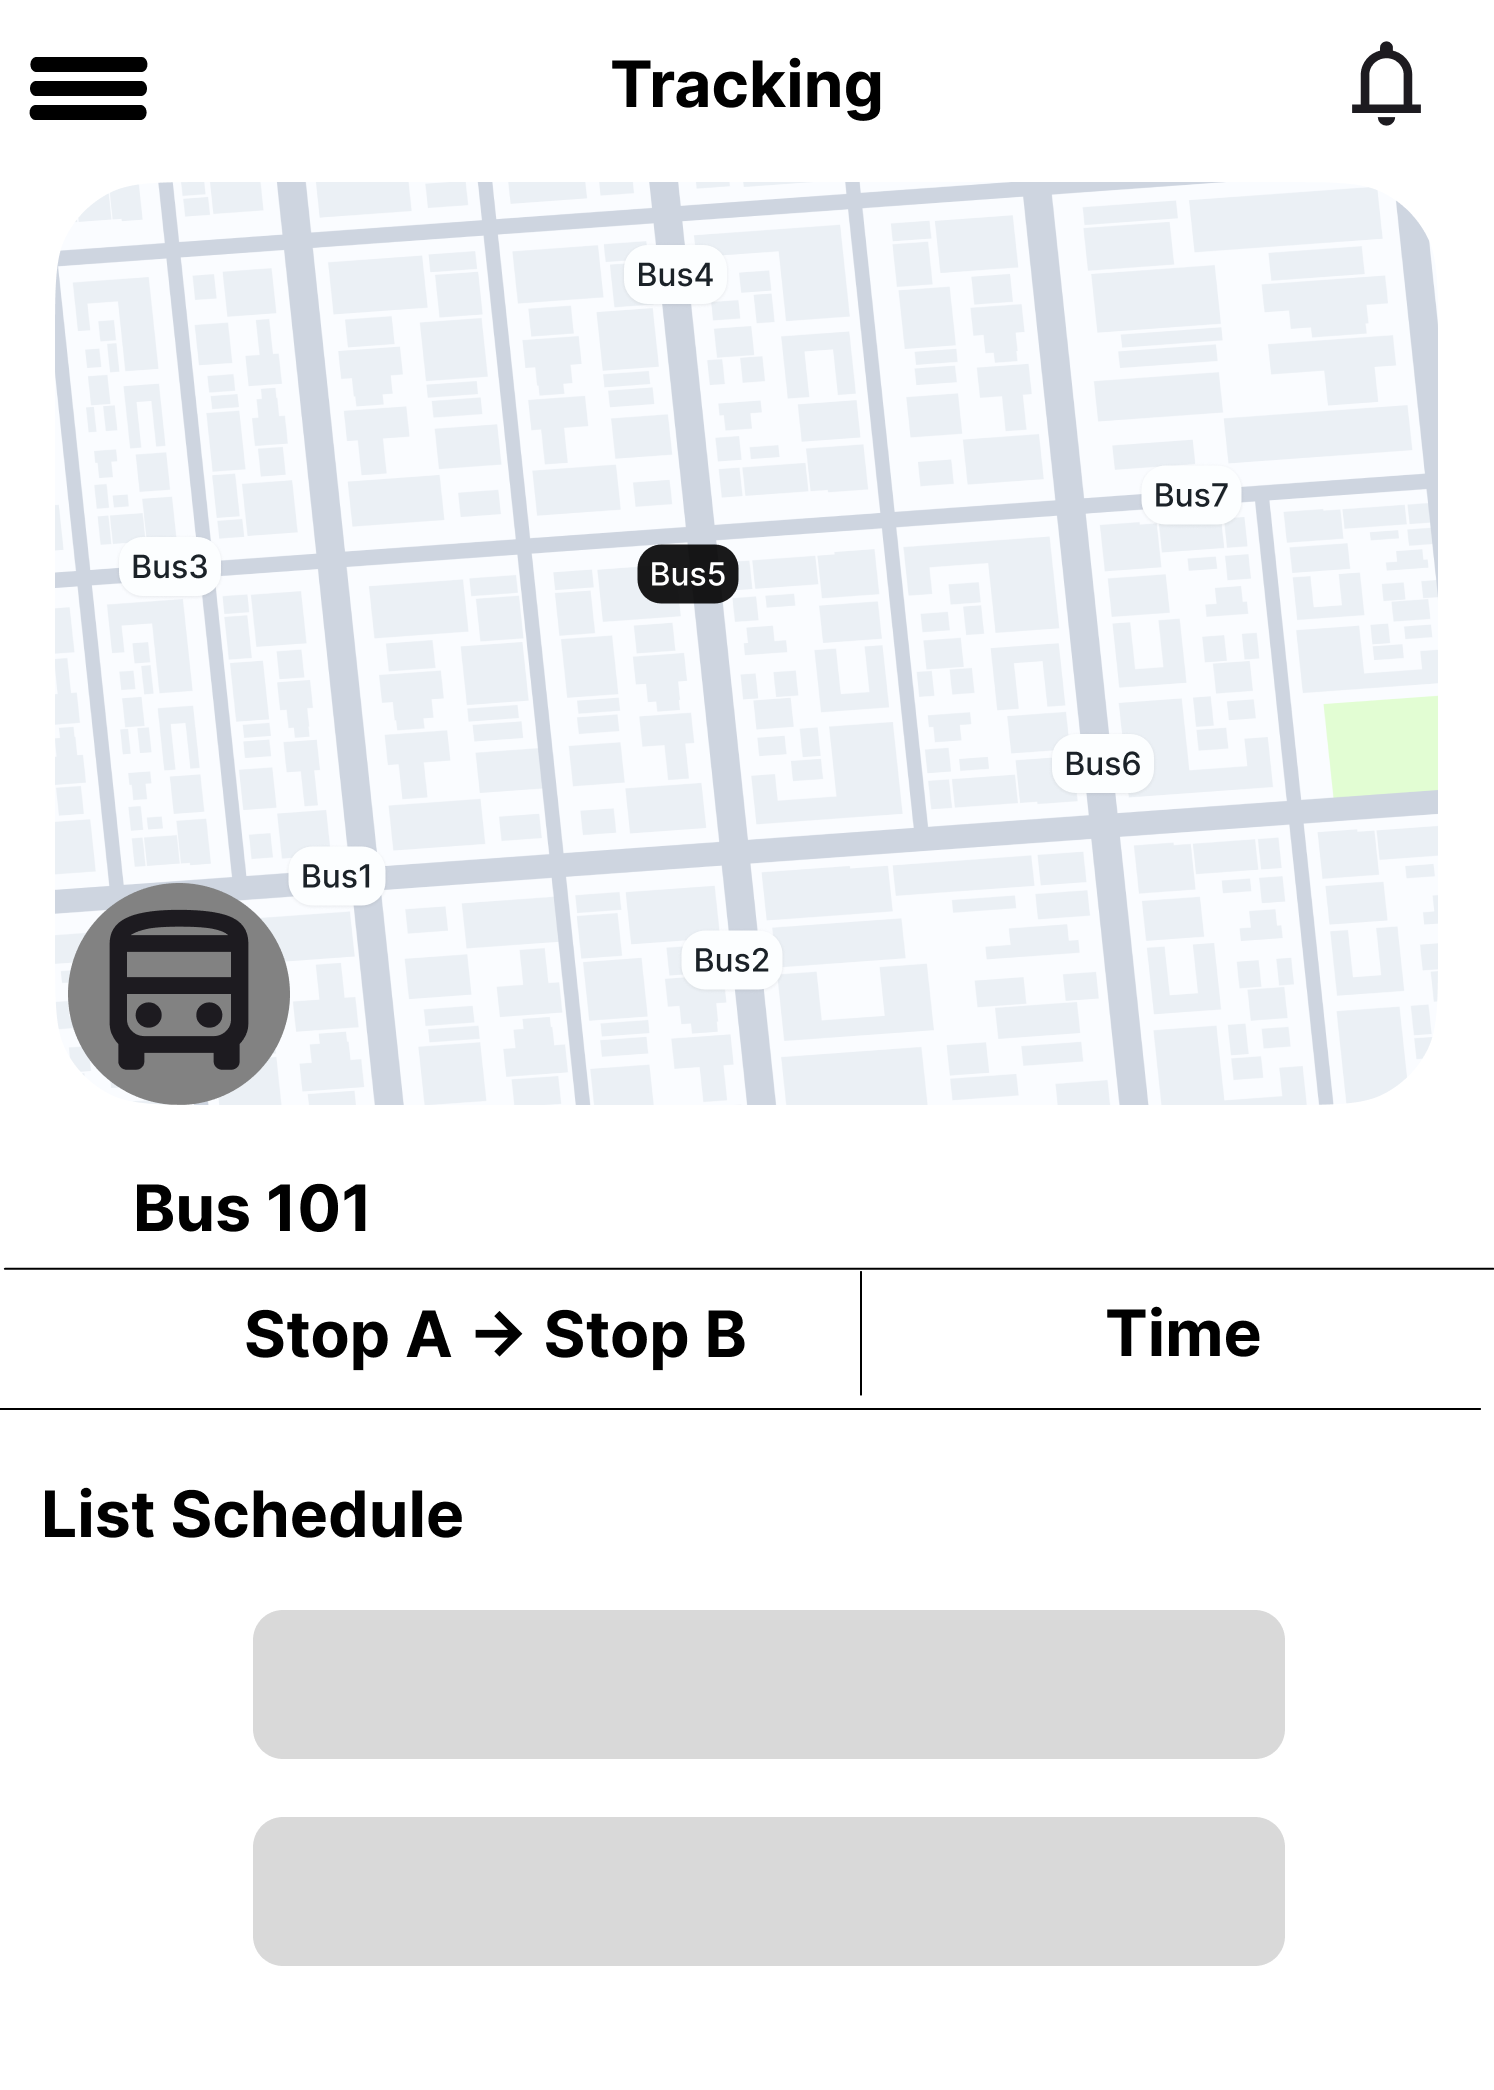 Tracking
Bus4
Bus7
Bus3
Bus5
Bus6
Bus1
Bus2
Bus 101
Stop A → Stop B
Time
List Schedule